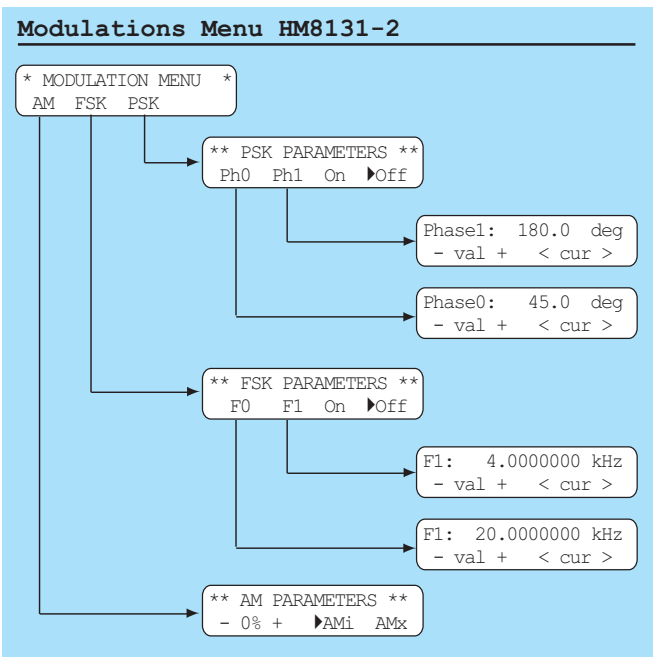 Modulations Menu HM8131-2
* MODULATION MENU *
AM FSK PSK
** PSK PARAMETERS **
Ph0 Ph1 On ▶Off
Phase1: 180.0 deg
- val + < cur >
Phase0: 45.0 deg
- val + < cur >
** FSK PARAMETERS **
F0 F1 On ▶Off
F1: 4.0000000 kHz
- val + < cur >
F1: 20.0000000 kHz
- val + < cur >
** AM PARAMETERS **
- 0% + ▶AMi AMx